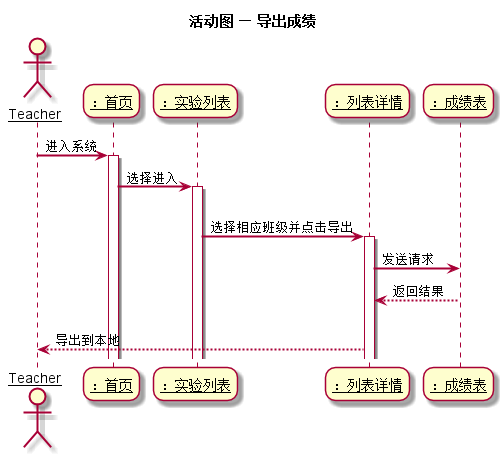 活动图 — 导出成绩
Teacher
: 首页
: 实验列表
: 列表详情
: 成绩表
进入系统
选择进入
选择相应班级并点击导出
发送请求
返回结果
导出到本地
Teacher
: 首页
: 实验列表
: 列表详情
: 成绩表